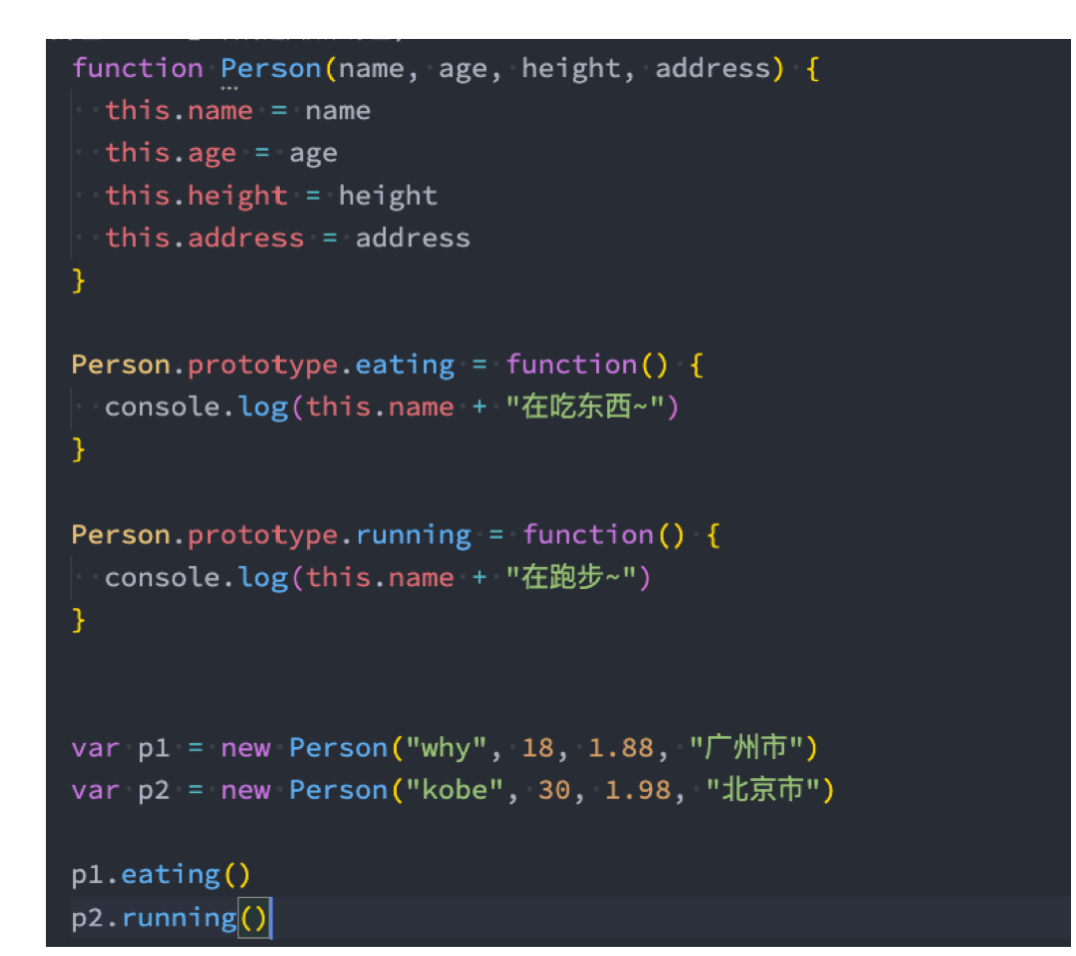 function Person(name, age, height, address) {
  this.name = name
  this.age = age
  this.height = height
  this.address = address
}

Person.prototype.eating = function() {
  console.log(this.name + "在吃东西~")
}

Person.prototype.running = function() {
  console.log(this.name + "在跑步~")
}

var p1 = new Person("why", 18, 1.88, "广州市")
var p2 = new Person("kobe", 30, 1.98, "北京市")

p1.eating()
p2.running()